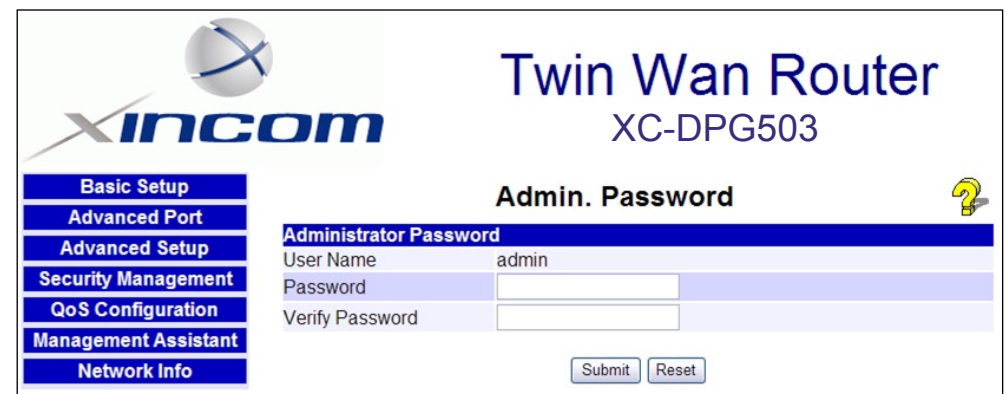 xincom
Twin Wan Router
XC-DPG503
Basic Setup
Advanced Port
Advanced Setup
Security Management
QoS Configuration
Management Assistant
Network Info
Admin. Password
?
Administrator Password
User Name admin
Password
Verify Password
Submit Reset